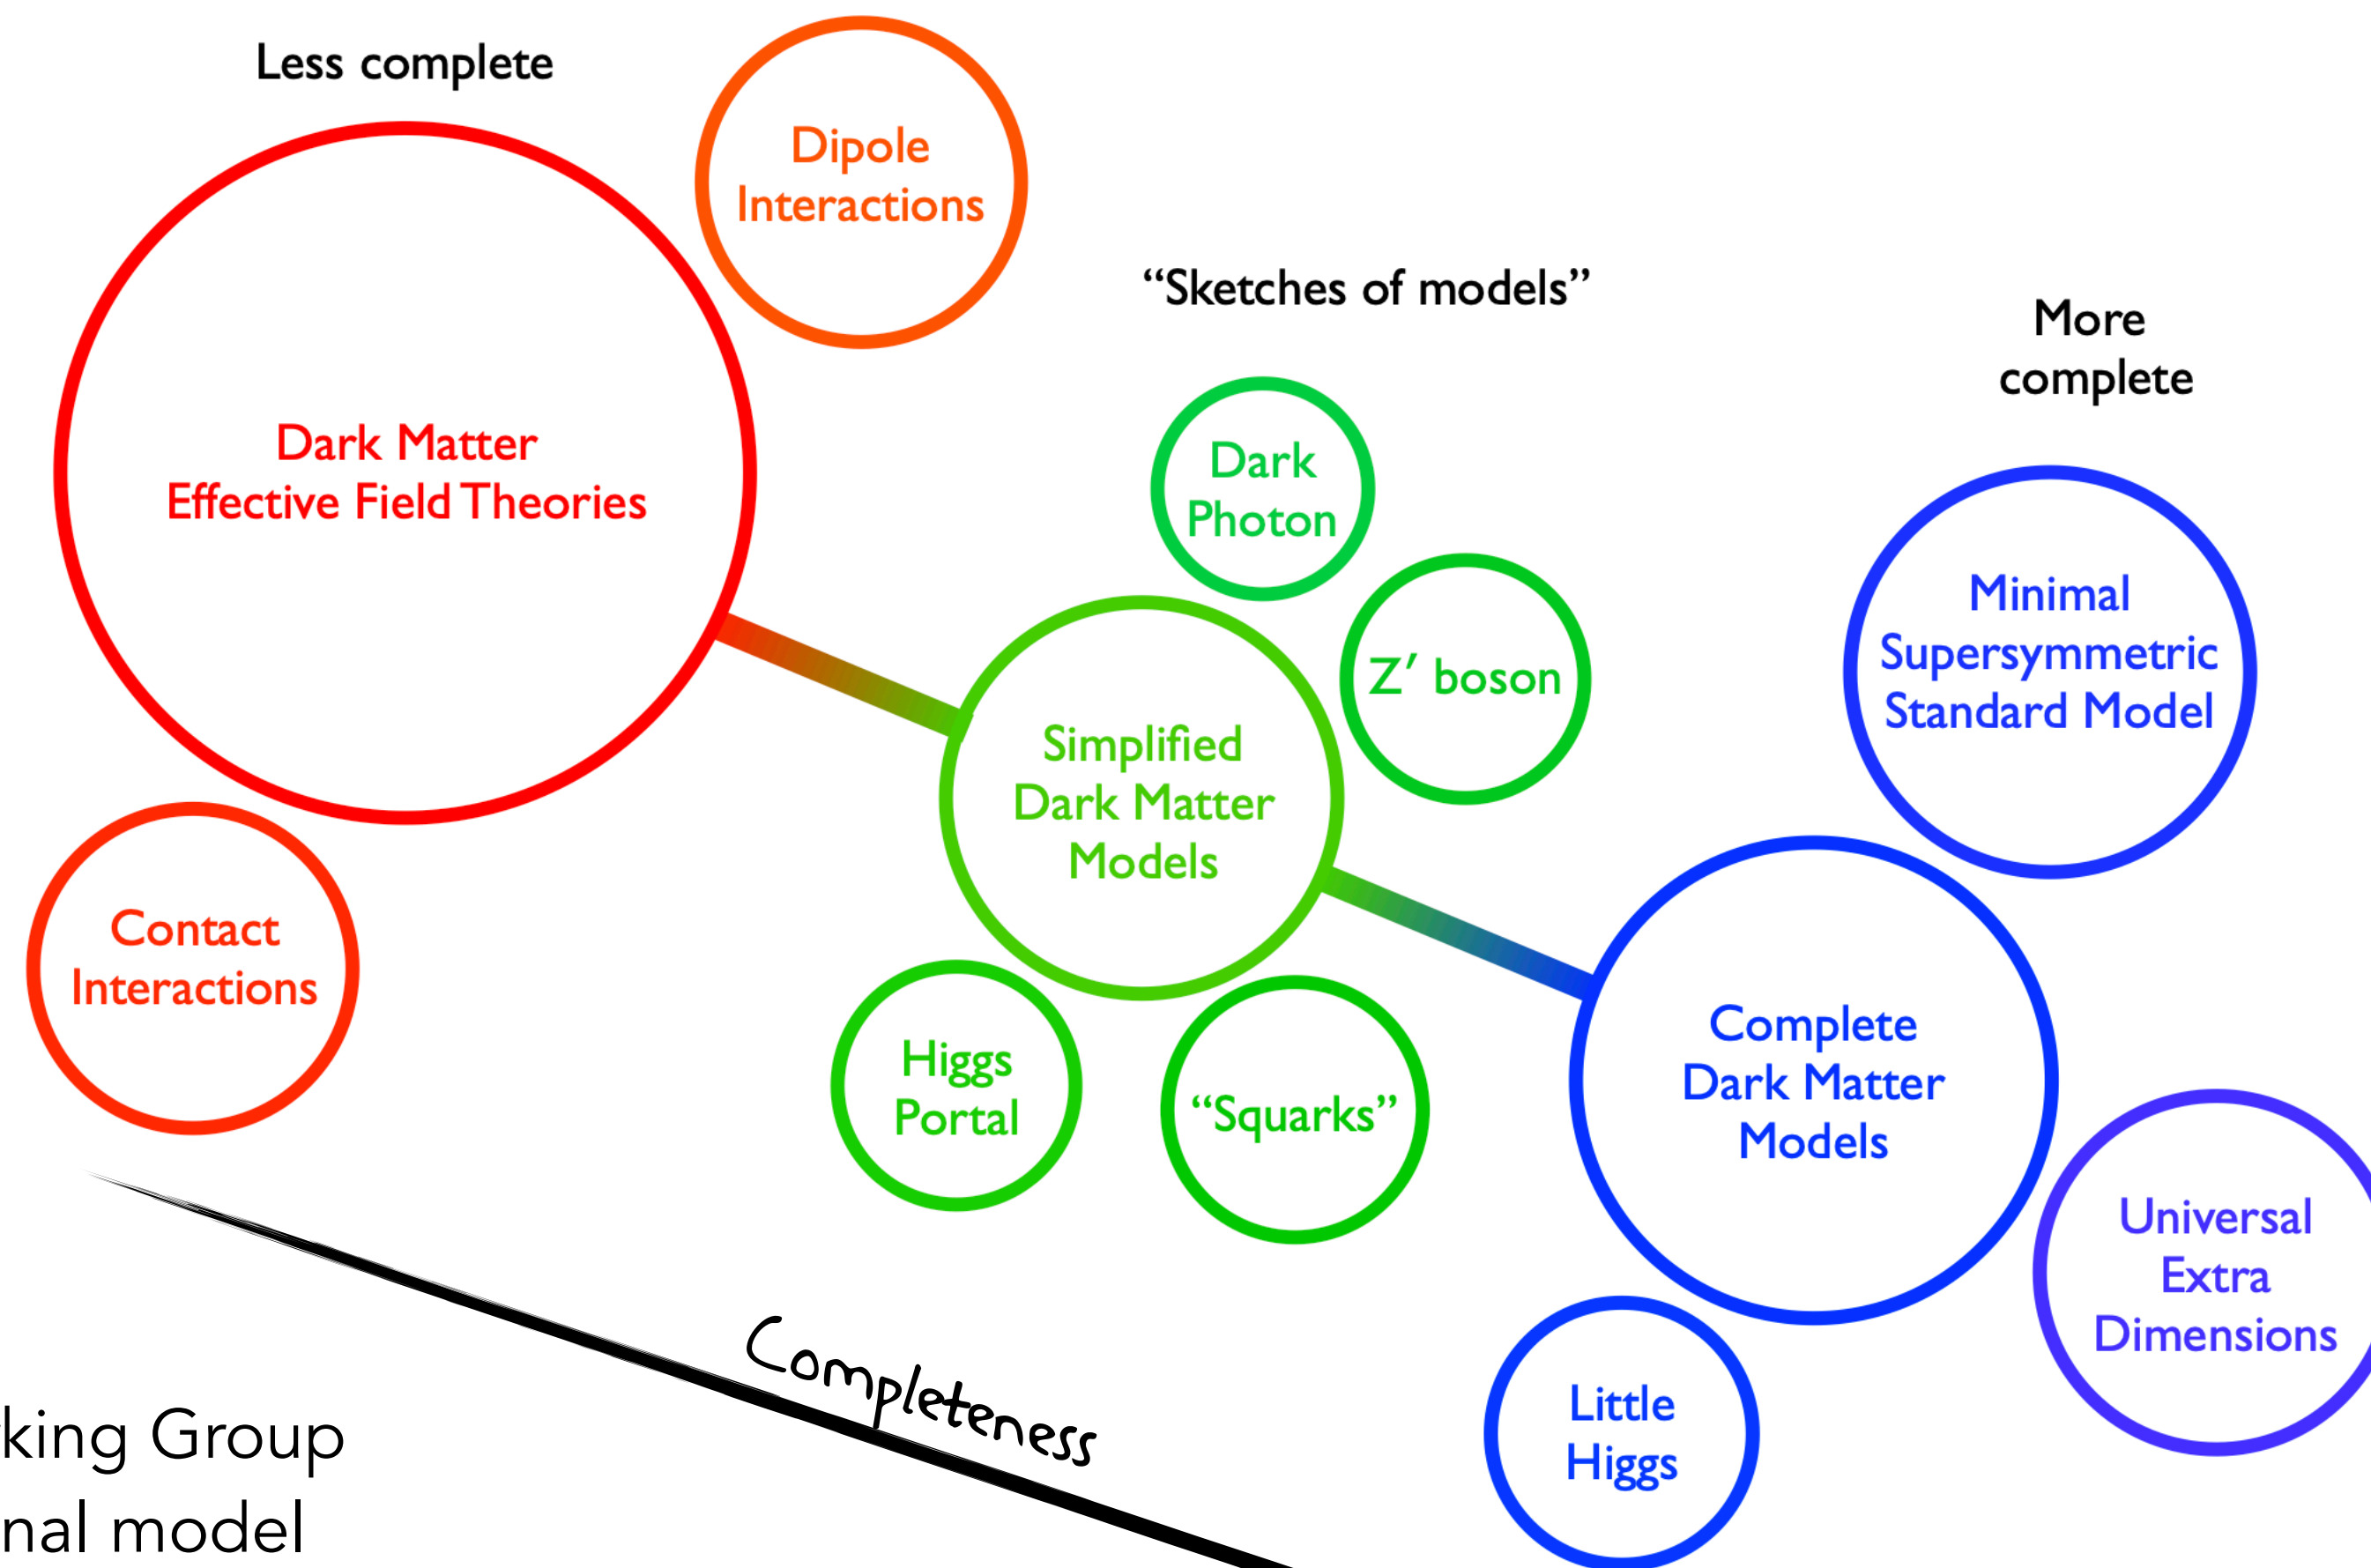 Less complete
Dipole
Interactions
Dark Matter
Effective Field Theories
Contact
Interactions
“Sketches of models”
Dark
Photon
Z′ boson
Simplified
Dark Matter
Models
Higgs
Portal
“Squarks”
More
complete
Minimal
Supersymmetric
Standard Model
Complete
Dark Matter
Models
Universal
Extra
Dimensions
Little
Higgs
Completeness
king Group
nal model